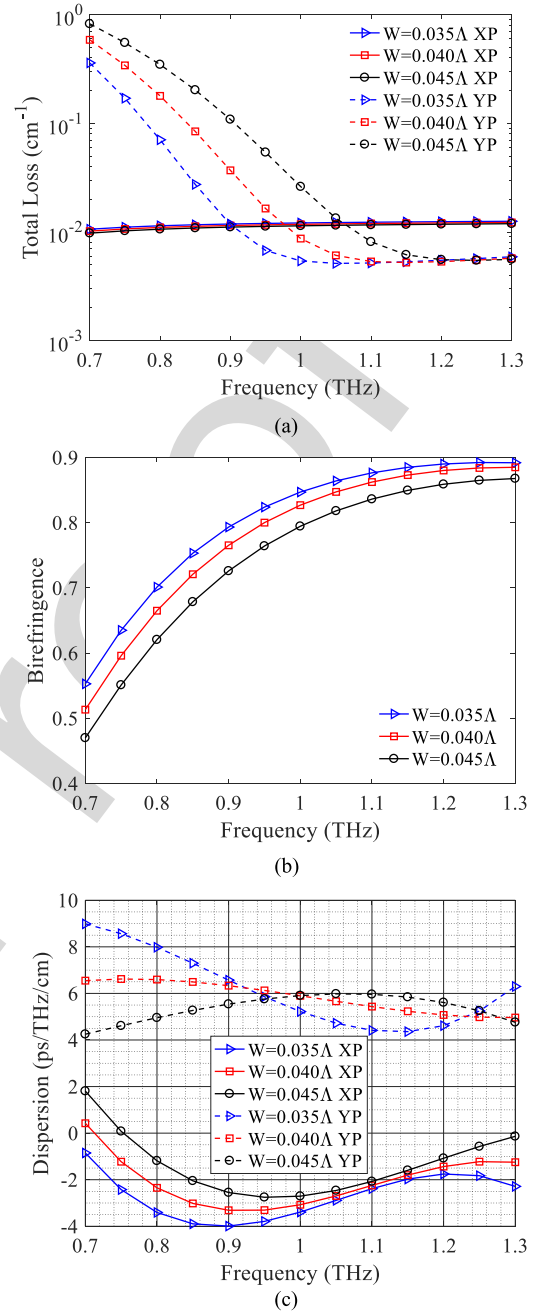 10^0
10^-1
10^-2
10^-3
Total Loss (cm^-1)
W=0.035Λ XP
W=0.040Λ XP
W=0.045Λ XP
W=0.035Λ YP
W=0.040Λ YP
W=0.045Λ YP
0.7 0.8 0.9 1 1.1 1.2 1.3
Frequency (THz)
(a)
0.9
0.8
0.7
0.6
0.5
0.4
Birefringence
W=0.035Λ
W=0.040Λ
W=0.045Λ
0.7 0.8 0.9 1 1.1 1.2 1.3
Frequency (THz)
(b)
10
8
6
4
2
0
-2
-4
Dispersion (ps/THz/cm)
W=0.035Λ XP
W=0.040Λ XP
W=0.045Λ XP
W=0.035Λ YP
W=0.040Λ YP
W=0.045Λ YP
0.7 0.8 0.9 1 1.1 1.2 1.3
Frequency (THz)
(c)